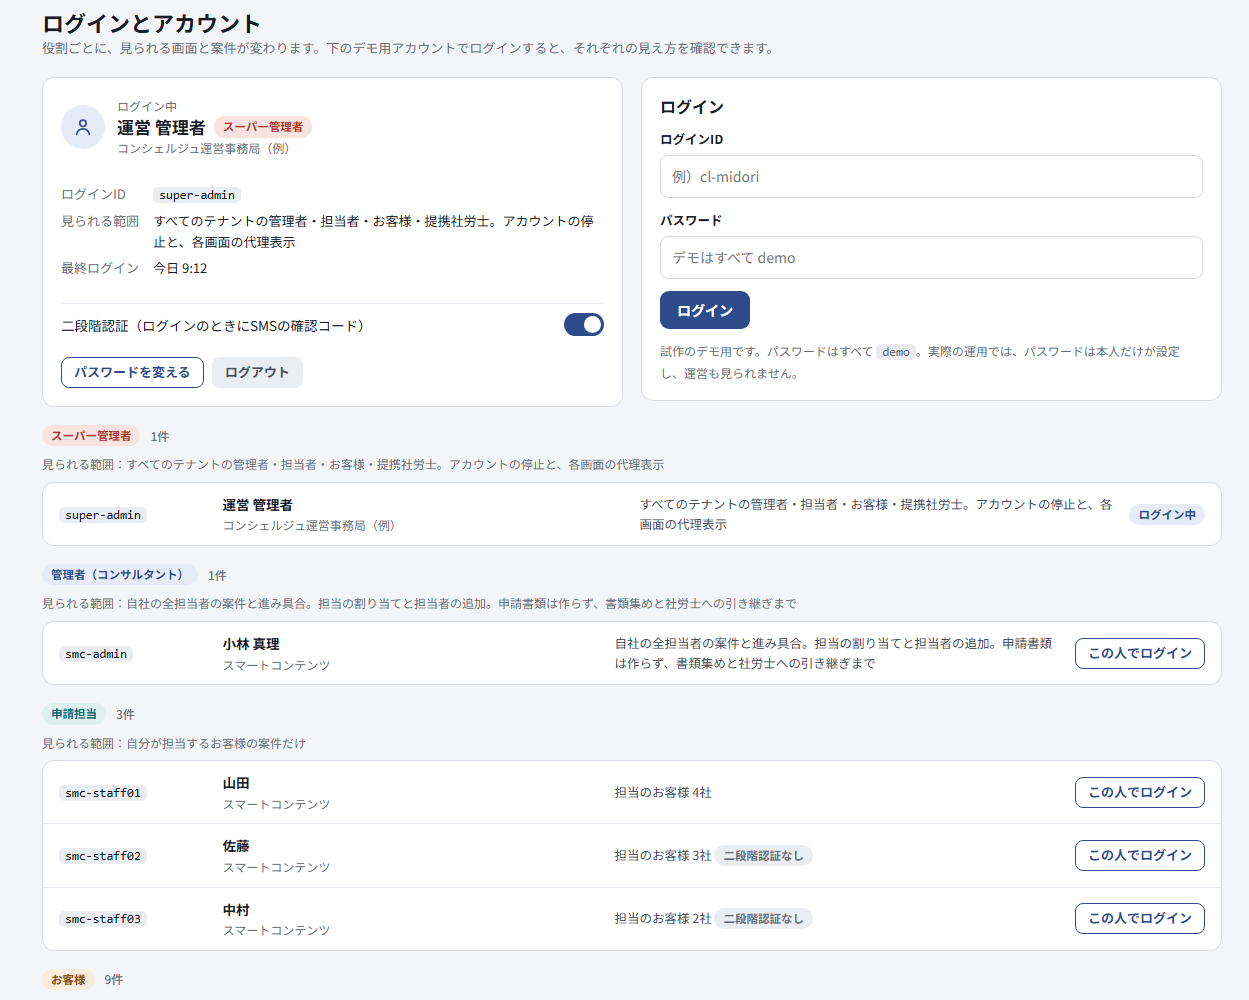 ログインとアカウント
役割ごとに、見られる画面と案件が変わります。下のデモ用アカウントでログインすると、それぞれの見え方を確認できます。
ログイン中
運営 管理者 スーパー管理者
コンシェルジュ運営事務局（例）
ログインID super-admin
見られる範囲 すべてのテナントの管理者・担当者・お客様・提携社労士。アカウントの停
止と、各画面の代理表示
最終ログイン 今日 9:12
二段階認証（ログインのときにSMSの確認コード）
パスワードを変える ログアウト
ログイン
ログインID
例）cl-midori
パスワード
デモはすべて demo
ログイン
試作のデモ用です。パスワードはすべて demo 。実際の運用では、パスワードは本人だけが設定
し、運営も見られません。
スーパー管理者 1件
見られる範囲：すべてのテナントの管理者・担当者・お客様・提携社労士。アカウントの停止と、各画面の代理表示
super-admin
運営 管理者
コンシェルジュ運営事務局（例）
すべてのテナントの管理者・担当者・お客様・提携社労士。アカウントの停止と、各
画面の代理表示
ログイン中
管理者（コンサルタント） 1件
見られる範囲：自社の全担当者の案件と進み具合。担当の割り当てと担当者の追加。申請書類は作らず、書類集めと社労士への引き継ぎまで
smc-admin
小林 真理
スマートコンテンツ
自社の全担当者の案件と進み具合。担当の割り当てと担当者の追加。申請書類
は作らず、書類集めと社労士への引き継ぎまで
この人でログイン
申請担当 3件
見られる範囲：自分が担当するお客様の案件だけ
smc-staff01
山田
スマートコンテンツ
担当のお客様 4社
この人でログイン
smc-staff02
佐藤
スマートコンテンツ
担当のお客様 3社 二段階認証なし
この人でログイン
smc-staff03
中村
スマートコンテンツ
担当のお客様 2社 二段階認証なし
この人でログイン
お客様 9件